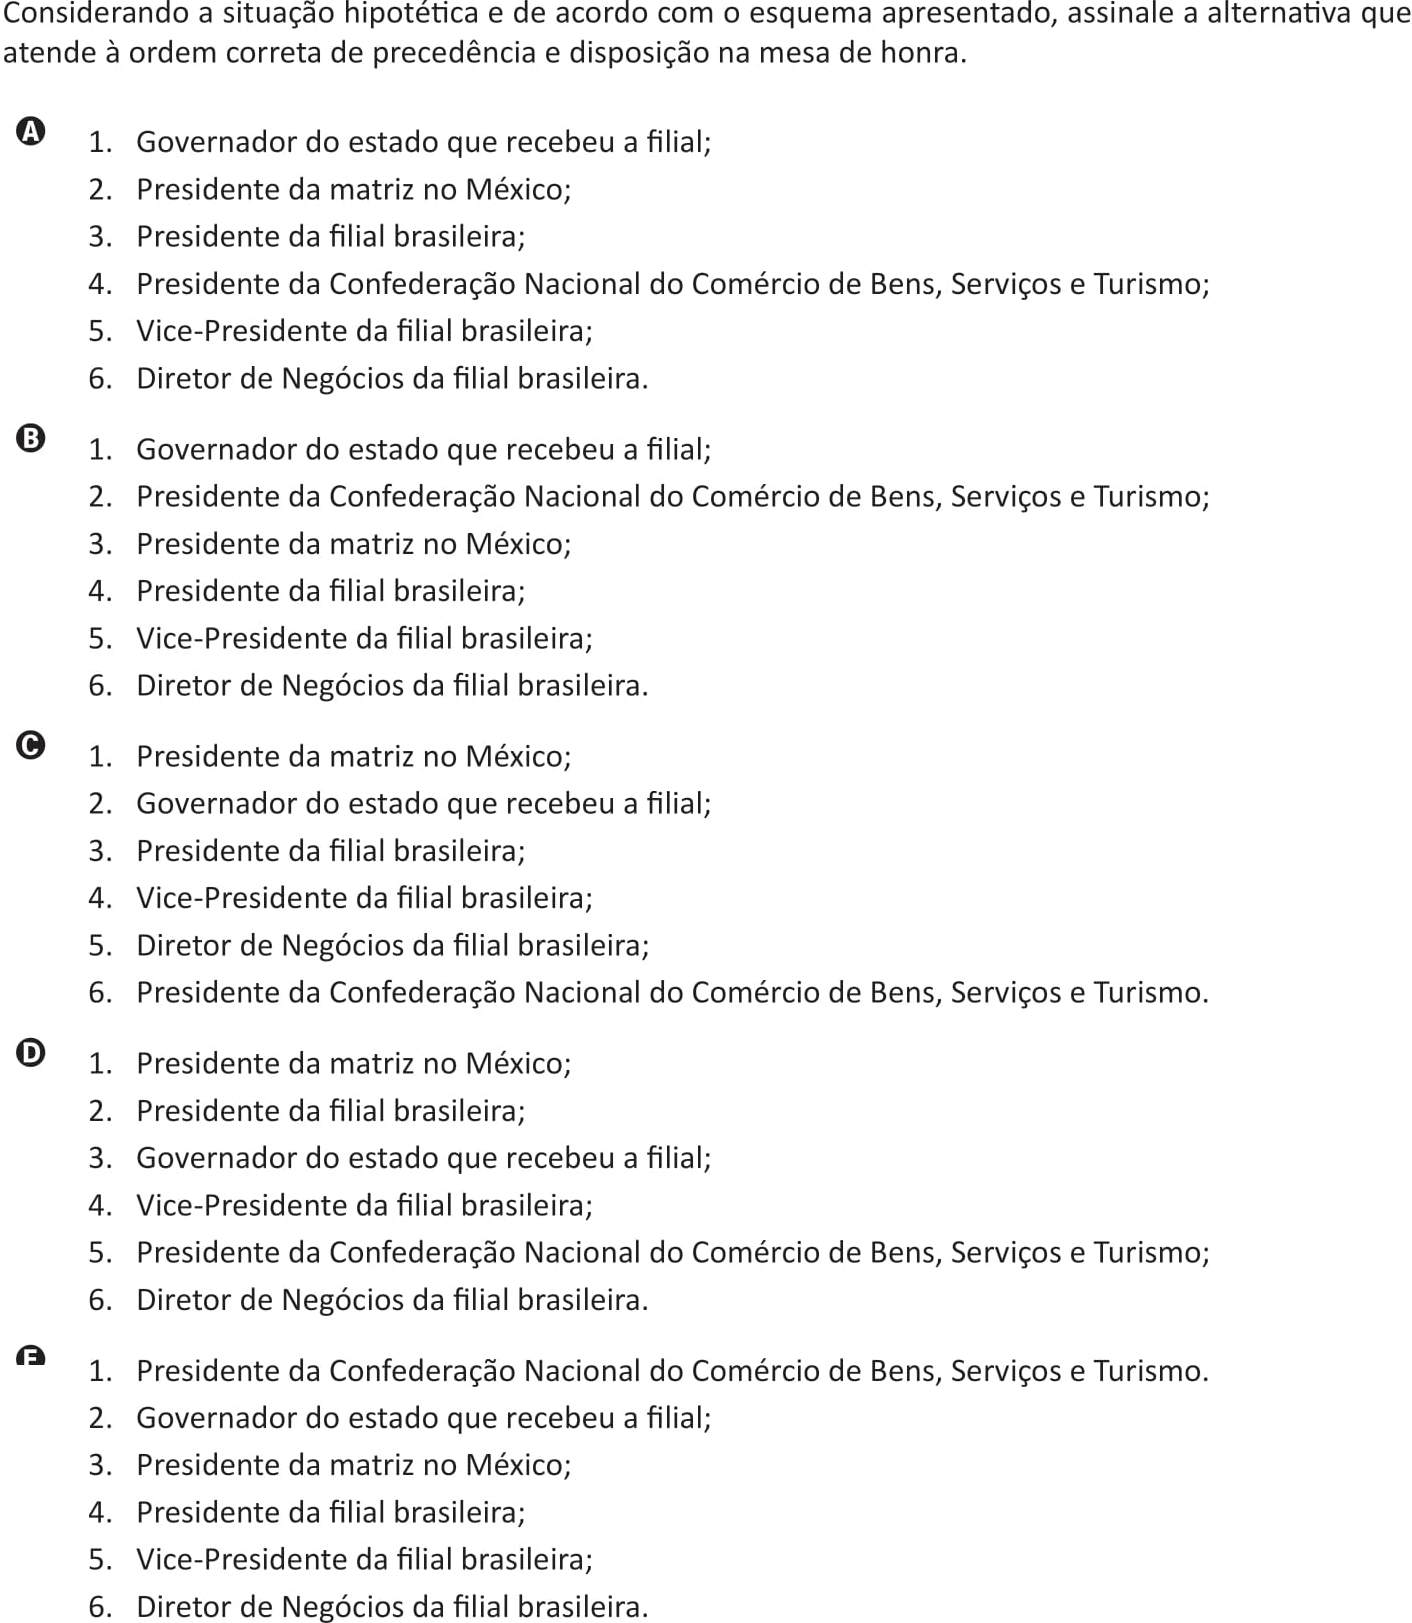 Considerando a situação hipotética e de acordo com o esquema apresentado, assinale a alternativa que
atende à ordem correta de precedência e disposição na mesa de honra.
A
1. Governador do estado que recebeu a filial;
2. Presidente da matriz no México;
3. Presidente da filial brasileira;
4. Presidente da Confederação Nacional do Comércio de Bens, Serviços e Turismo;
5. Vice-Presidente da filial brasileira;
6. Diretor de Negócios da filial brasileira.
B
1. Governador do estado que recebeu a filial;
2. Presidente da Confederação Nacional do Comércio de Bens, Serviços e Turismo;
3. Presidente da matriz no México;
4. Presidente da filial brasileira;
5. Vice-Presidente da filial brasileira;
6. Diretor de Negócios da filial brasileira.
C
1. Presidente da matriz no México;
2. Governador do estado que recebeu a filial;
3. Presidente da filial brasileira;
4. Vice-Presidente da filial brasileira;
5. Diretor de Negócios da filial brasileira;
6. Presidente da Confederação Nacional do Comércio de Bens, Serviços e Turismo.
D
1. Presidente da matriz no México;
2. Presidente da filial brasileira;
3. Governador do estado que recebeu a filial;
4. Vice-Presidente da filial brasileira;
5. Presidente da Confederação Nacional do Comércio de Bens, Serviços e Turismo;
6. Diretor de Negócios da filial brasileira.
E
1. Presidente da Confederação Nacional do Comércio de Bens, Serviços e Turismo.
2. Governador do estado que recebeu a filial;
3. Presidente da matriz no México;
4. Presidente da filial brasileira;
5. Vice-Presidente da filial brasileira;
6. Diretor de Negócios da filial brasileira.